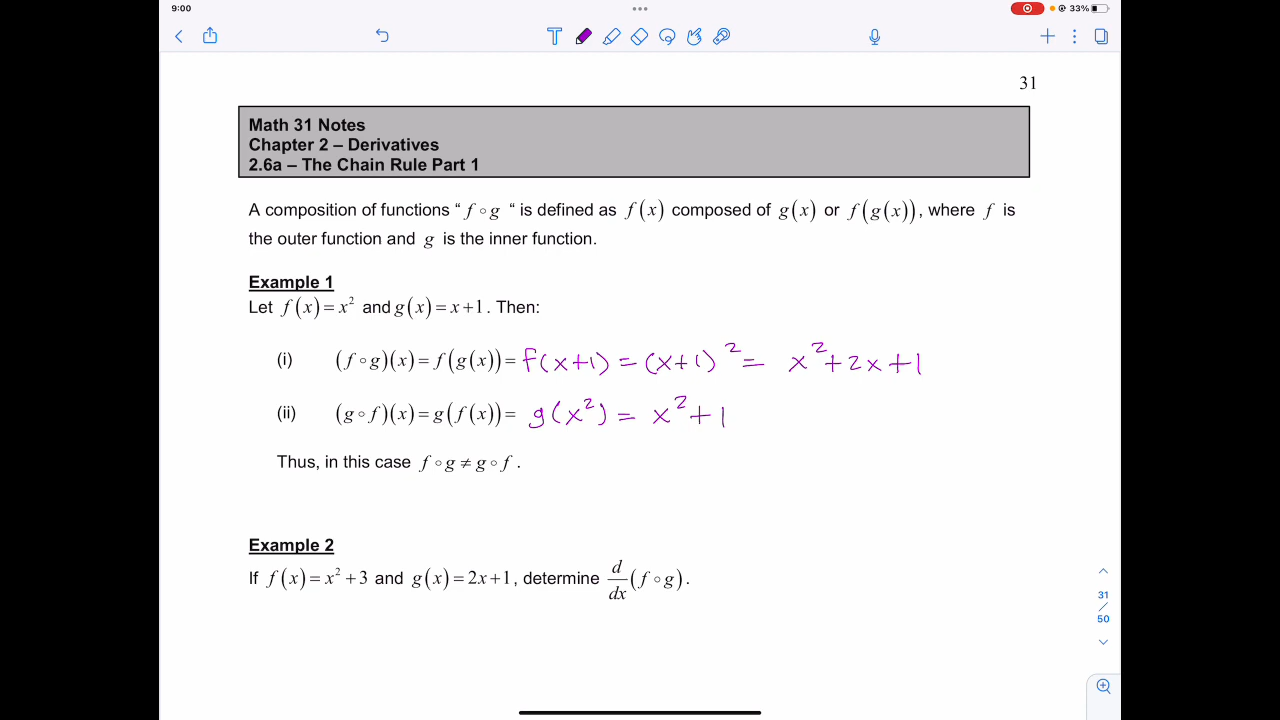 9:00
33%
31
Math 31 Notes
Chapter 2 – Derivatives
2.6a – The Chain Rule Part 1
A composition of functions “ f ∘ g “ is defined as f(x) composed of g(x) or f(g(x)), where f is
the outer function and g is the inner function.
Example 1
Let f(x) = x² and g(x) = x+1. Then:
(i) (f ∘ g)(x) = f(g(x)) = f(x+1) = (x+1)² = x²+2x+1
(ii) (g ∘ f)(x) = g(f(x)) = g(x²) = x²+1
Thus, in this case f ∘ g ≠ g ∘ f .
Example 2
If f(x) = x² + 3 and g(x) = 2x+1, determine d/dx (f ∘ g).
31
/
50